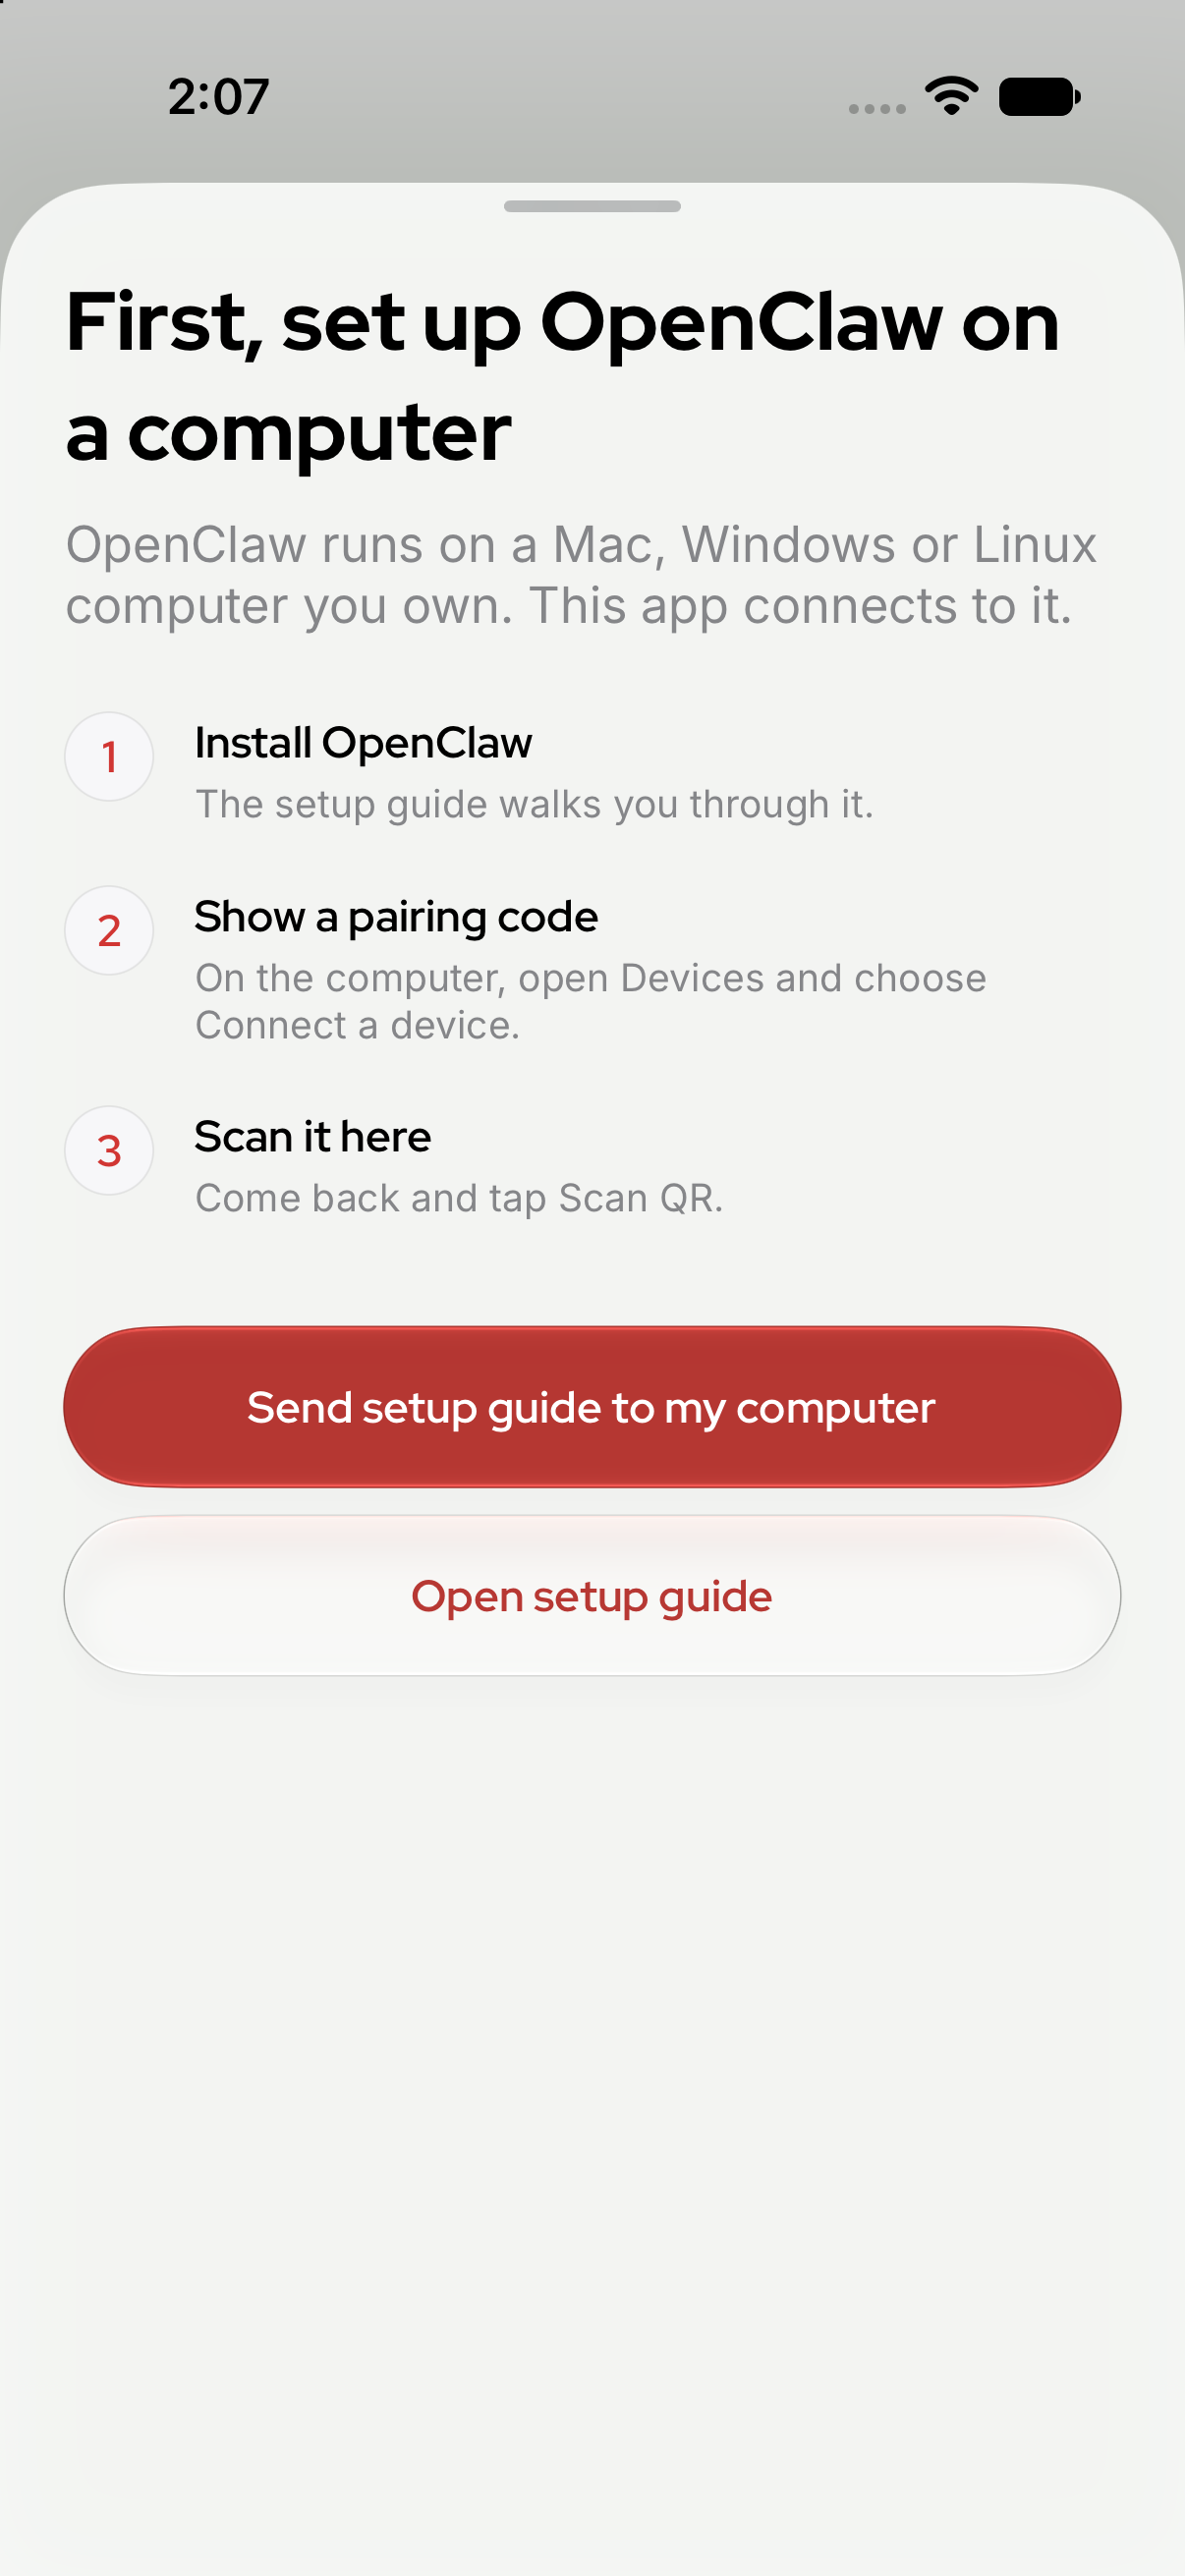 2:07
First, set up OpenClaw on
a computer
OpenClaw runs on a Mac, Windows or Linux
computer you own. This app connects to it.
1
Install OpenClaw
The setup guide walks you through it.
2
Show a pairing code
On the computer, open Devices and choose
Connect a device.
3
Scan it here
Come back and tap Scan QR.
Send setup guide to my computer
Open setup guide